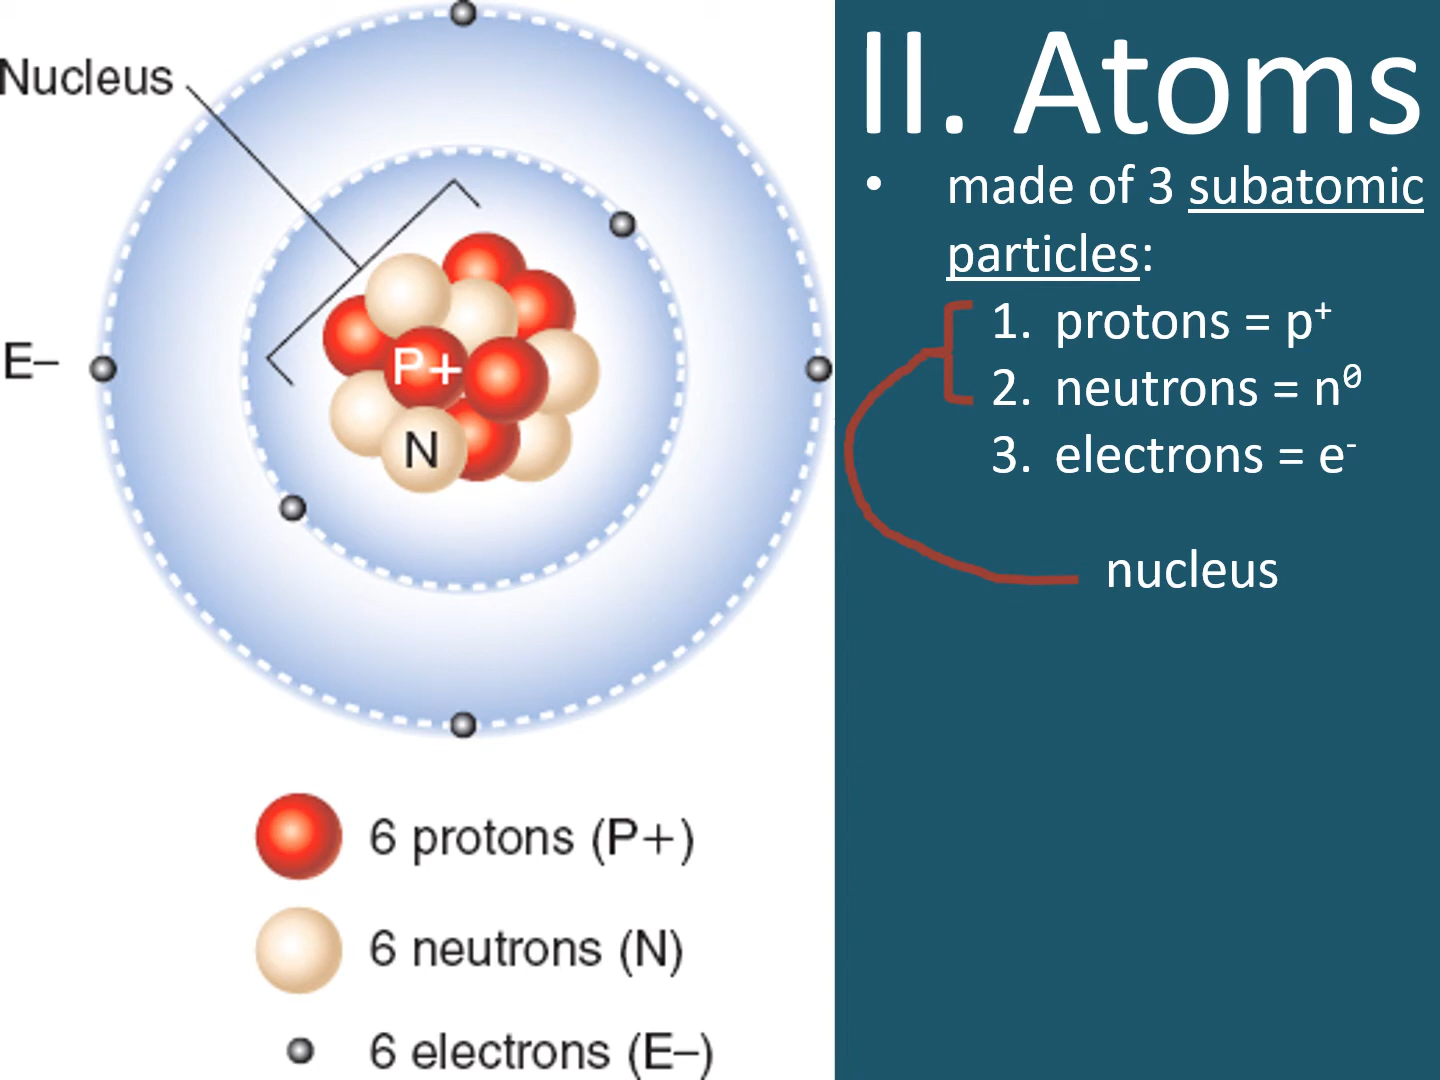 Nucleus
E–
P+
N
6 protons (P+)
6 neutrons (N)
6 electrons (E–)
II. Atoms
• made of 3 subatomic
particles:
1. protons = p⁺
2. neutrons = n⁰
3. electrons = e⁻
nucleus